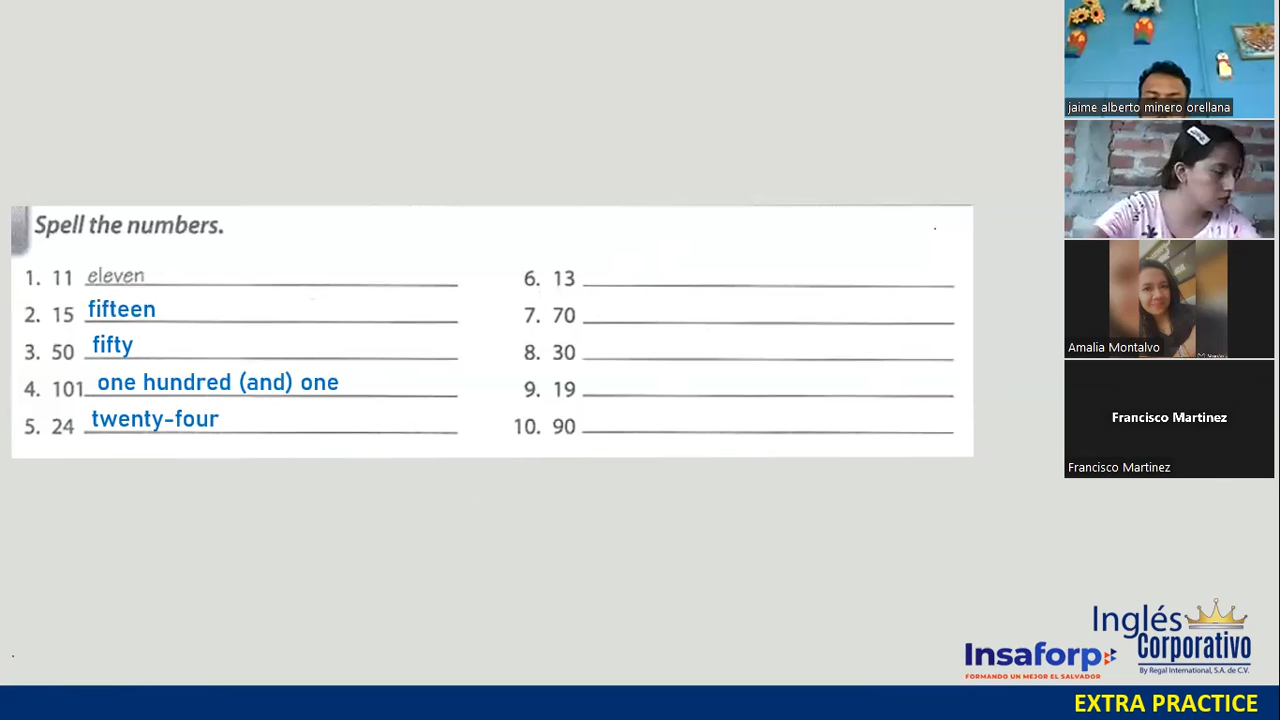 Spell the numbers.
1. 11 eleven
2. 15 fifteen
3. 50 fifty
4. 101 one hundred (and) one
5. 24 twenty-four
6. 13
7. 70
8. 30
9. 19
10. 90
jaime alberto minero orellana
Amalia Montalvo
Francisco Martinez
Francisco Martinez
Inglés
Corporativo
By Regal International, S.A. de C.V.
Insaforp
FORMANDO UN MEJOR EL SALVADOR
EXTRA PRACTICE